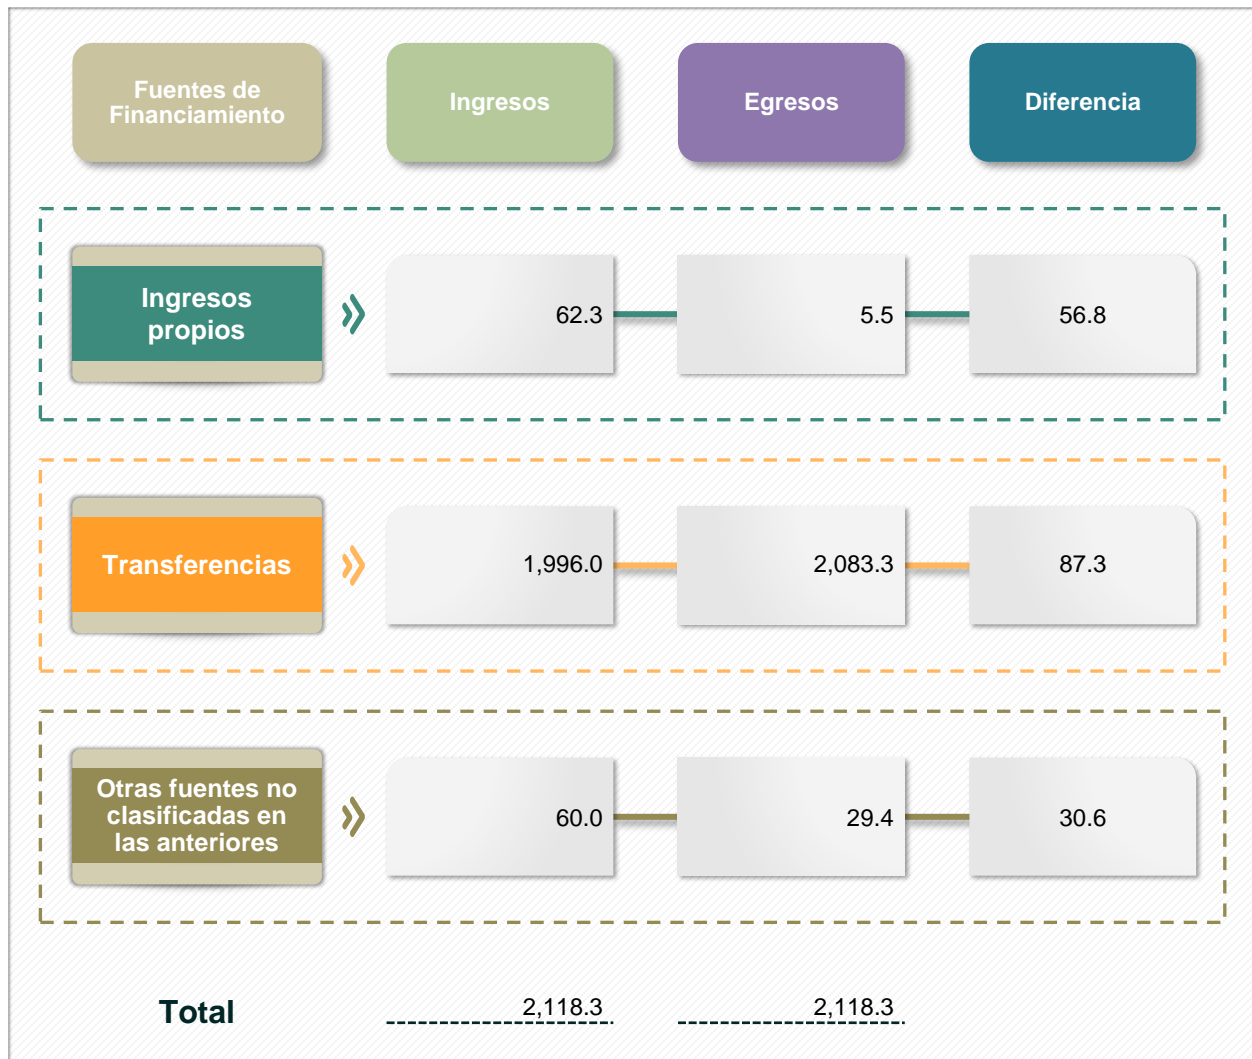 Fuentes de
Financiamiento
Ingresos
Egresos
Diferencia
Ingresos
propios
62.3
5.5
56.8
Transferencias
1,996.0
2,083.3
87.3
Otras fuentes no
clasificadas en
las anteriores
60.0
29.4
30.6
Total
2,118.3
2,118.3